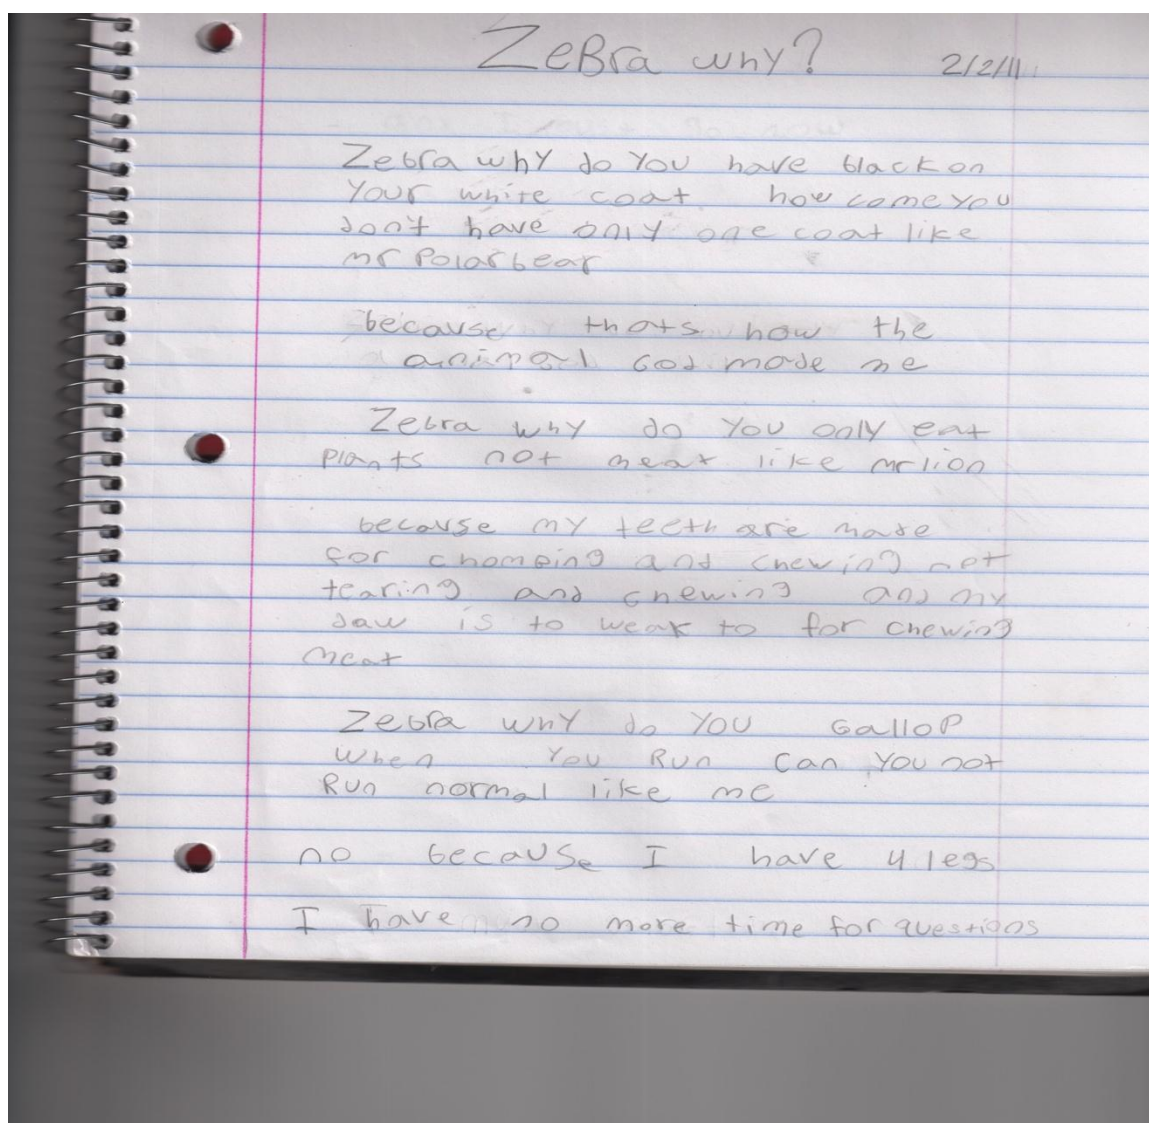 ZeBra why? 2/2/11
Zebra why do you have black on
your white coat how come you
don't have only one coat like
mr Polar bear
because thats how the
animal God made me
Zebra why do you only eat
plants not meat like mr lion
because my teeth are made
for chomping and chewing not
tearing and chewing and my
jaw is to weak to for chewing
meat
Zebra why do you Gallop
When you Run Can you not
Run normal like me
no because I have 4 legs
I have no more time for questions